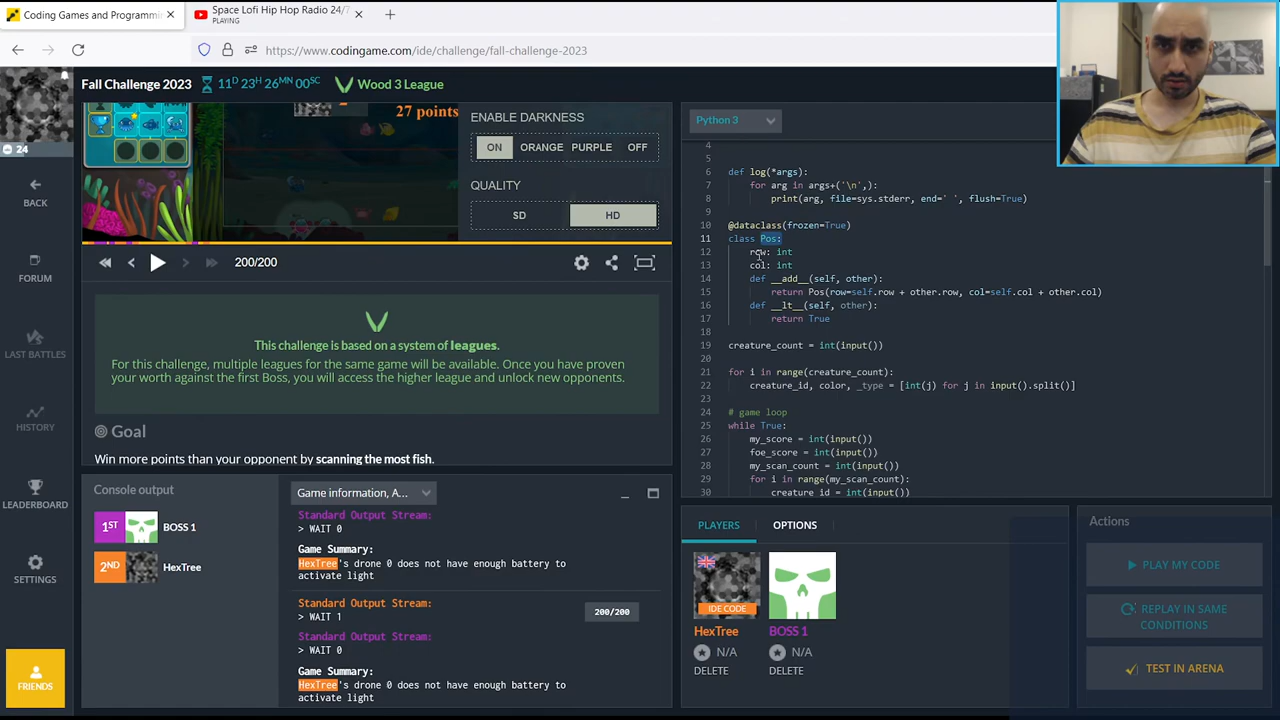 Coding Games and Programmin
Space Lofi Hip Hop Radio 24/7
PLAYING
https://www.codingame.com/ide/challenge/fall-challenge-2023
Fall Challenge 2023
11D 23H 26MN 00SC
Wood 3 League
24
BACK
FORUM
LAST BATTLES
HISTORY
LEADERBOARD
SETTINGS
FRIENDS
27 points
ENABLE DARKNESS
ON
ORANGE
PURPLE
OFF
QUALITY
SD
HD
200/200
This challenge is based on a system of leagues.
For this challenge, multiple leagues for the same game will be available. Once you have proven
your worth against the first Boss, you will access the higher league and unlock new opponents.
Goal
Win more points than your opponent by scanning the most fish.
Console output
1ST
BOSS 1
2ND
HexTree
Game information, A...
Standard Output Stream:
> WAIT 0
Game Summary:
HexTree's drone 0 does not have enough battery to
activate light
Standard Output Stream:
200/200
> WAIT 1
Standard Output Stream:
> WAIT 0
Game Summary:
HexTree's drone 0 does not have enough battery to
activate light
Python 3
4
5
6 def log(*args):
7 for arg in args+('\n',):
8 print(arg, file=sys.stderr, end=' ', flush=True)
9
10 @dataclass(frozen=True)
11 class Pos:
12 row: int
13 col: int
14 def __add__(self, other):
15 return Pos(row=self.row + other.row, col=self.col + other.col)
16 def __lt__(self, other):
17 return True
18
19 creature_count = int(input())
20
21 for i in range(creature_count):
22 creature_id, color, _type = [int(j) for j in input().split()]
23
24 # game loop
25 while True:
26 my_score = int(input())
27 foe_score = int(input())
28 my_scan_count = int(input())
29 for i in range(my_scan_count):
30 creature_id = int(input())
PLAYERS
OPTIONS
IDE CODE
HexTree
N/A
DELETE
BOSS 1
N/A
DELETE
Actions
PLAY MY CODE
REPLAY IN SAME
CONDITIONS
TEST IN ARENA